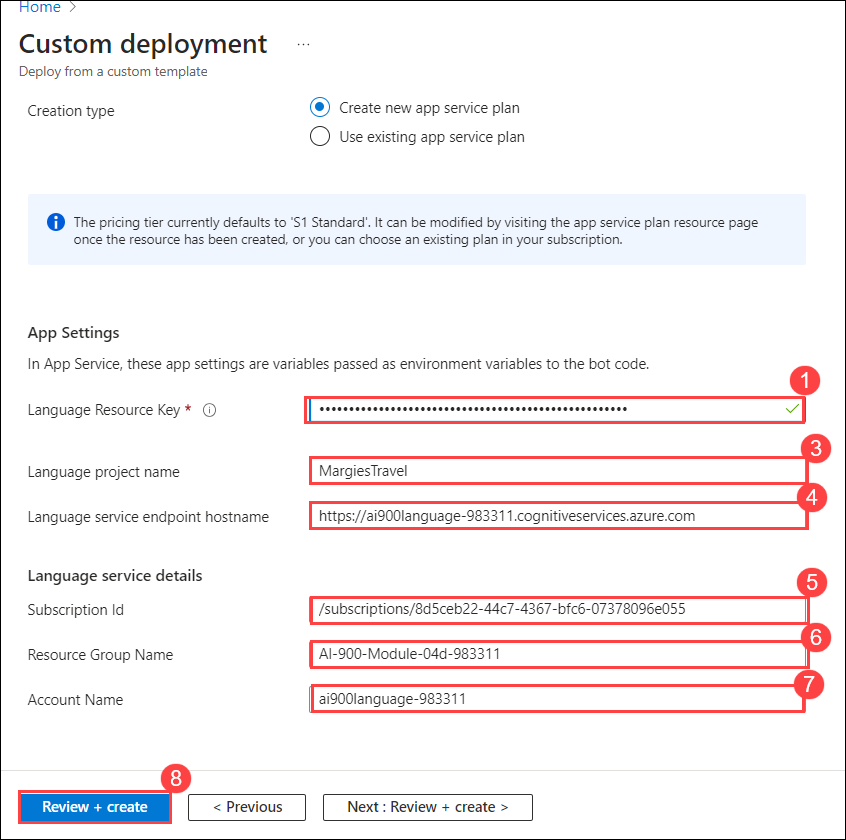 Home >
Custom deployment ...
Deploy from a custom template
Creation type
Create new app service plan
Use existing app service plan
The pricing tier currently defaults to 'S1 Standard'. It can be modified by visiting the app service plan resource page
once the resource has been created, or you can choose an existing plan in your subscription.
App Settings
In App Service, these app settings are variables passed as environment variables to the bot code.
1
Language Resource Key *
3
Language project name MargiesTravel
4
Language service endpoint hostname https://ai900language-983311.cognitiveservices.azure.com
Language service details
5
Subscription Id /subscriptions/8d5ceb22-44c7-4367-bfc6-07378096e055
6
Resource Group Name AI-900-Module-04d-983311
7
Account Name ai900language-983311
8
Review + create < Previous Next : Review + create >